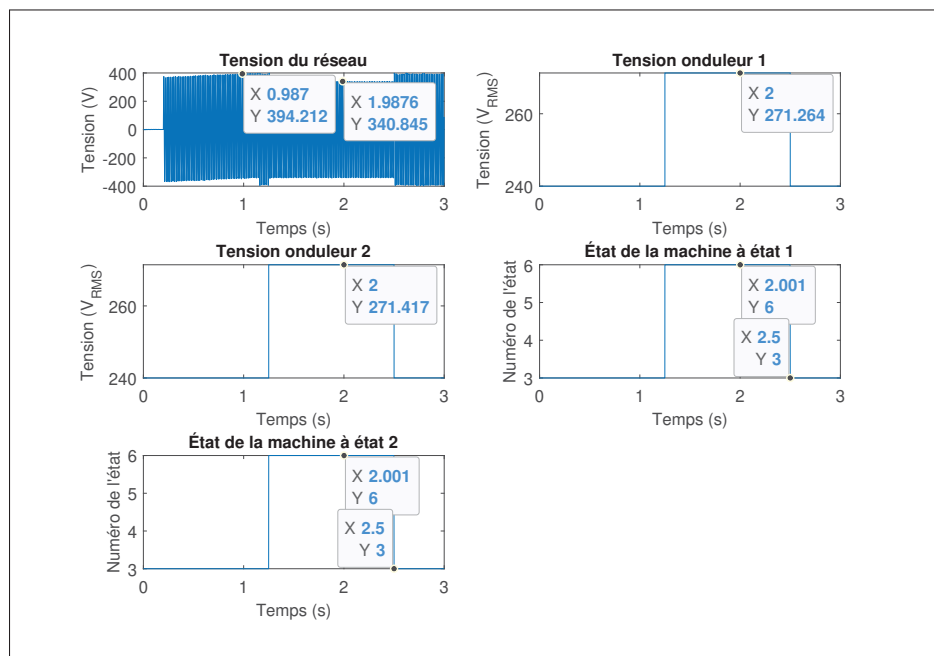 Tension du réseau
Tension (V)
400
200
0
-200
-400
X 0.987
Y 394.212
X 1.9876
Y 340.845
0 1 2 3
Temps (s)
Tension onduleur 1
Tension (V_RMS)
260
240
X 2
Y 271.264
0 1 2 3
Temps (s)
Tension onduleur 2
Tension (V_RMS)
260
240
X 2
Y 271.417
0 1 2 3
Temps (s)
État de la machine à état 1
Numéro de l'état
6
5
4
3
X 2.001
Y 6
X 2.5
Y 3
0 1 2 3
Temps (s)
État de la machine à état 2
Numéro de l'état
6
5
4
3
X 2.001
Y 6
X 2.5
Y 3
0 1 2 3
Temps (s)